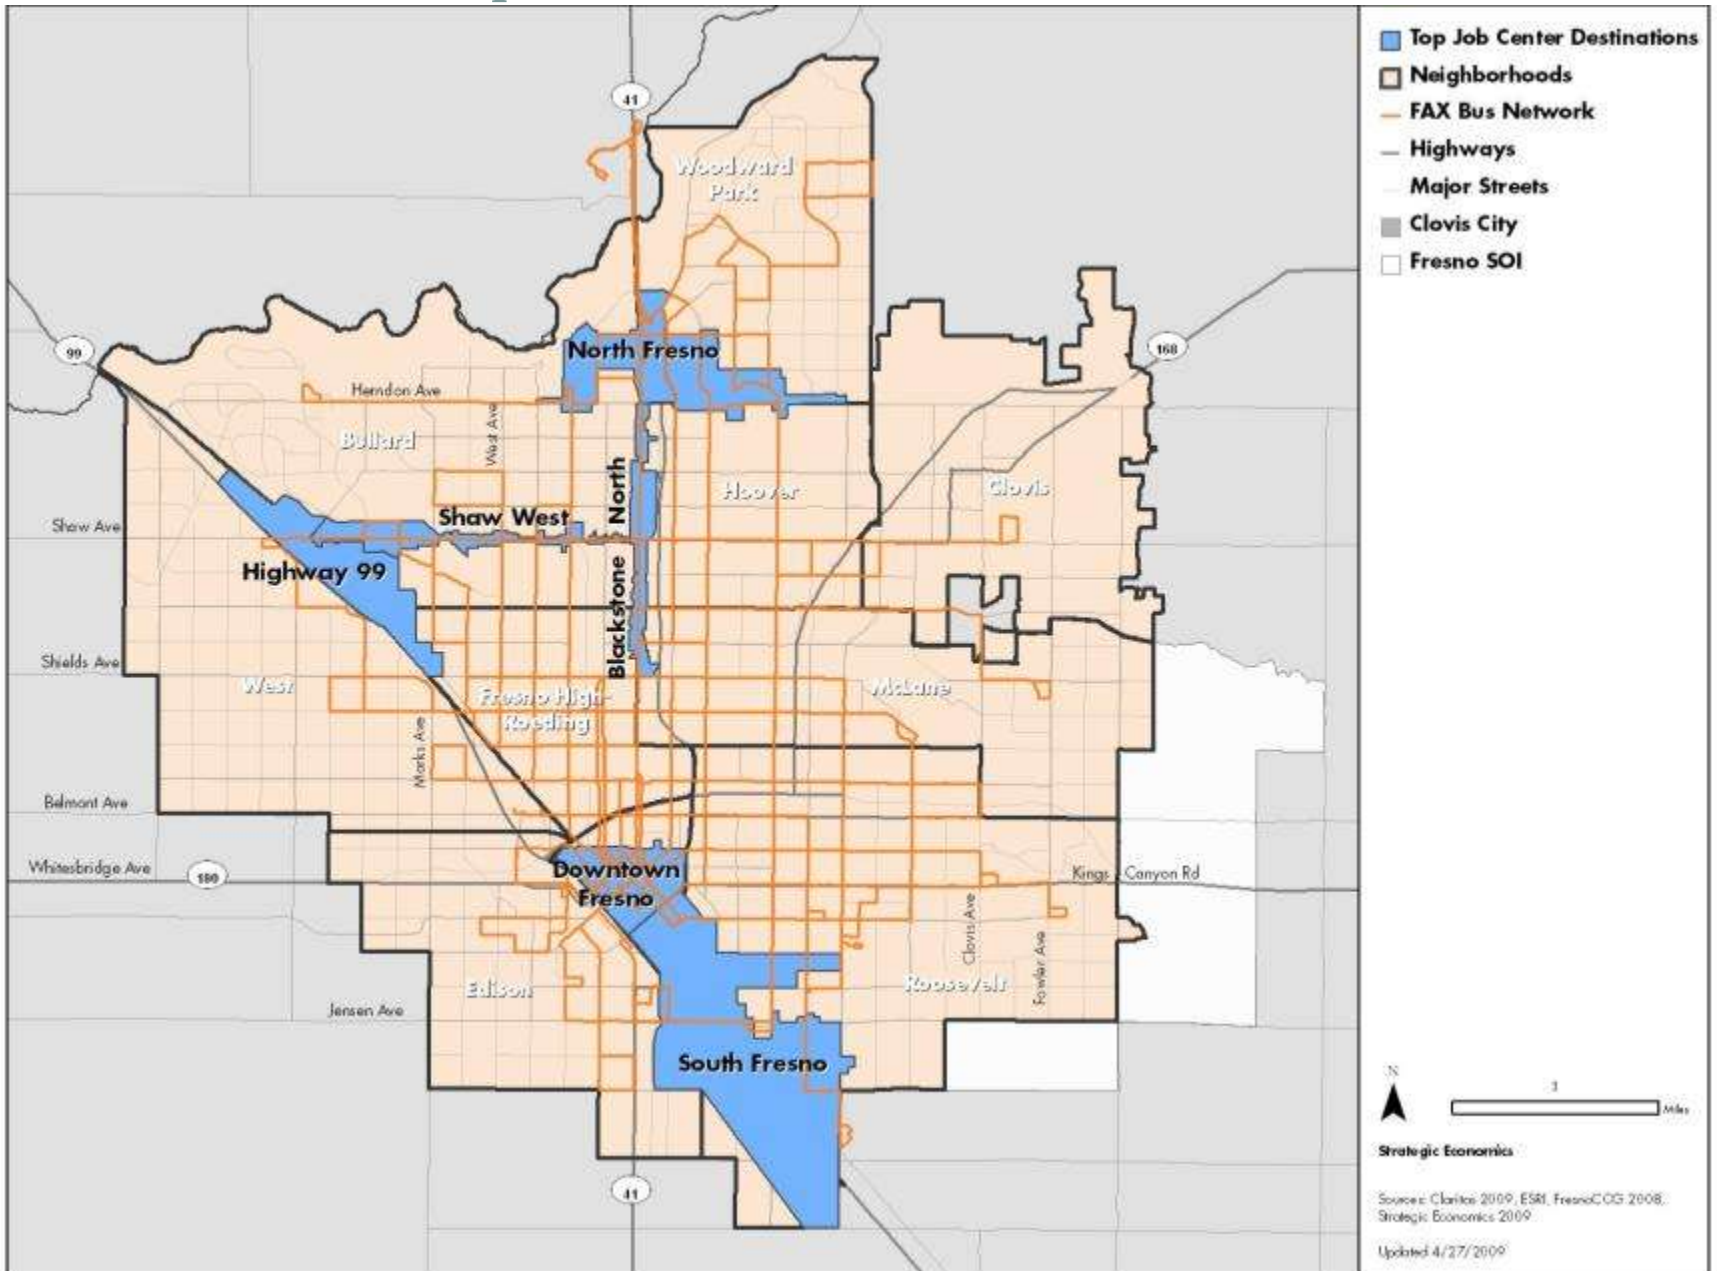 41
Woodward
Park
99
168
North Fresno
Herndon Ave
Bullard
West Ave
Blackstone North
Hoover
Clovis
Shaw Ave
Shaw West
Highway 99
Shields Ave
West
Fresno High-
Roeding
McLane
Marks Ave
Belmont Ave
Whitesbridge Ave
180
Downtown
Fresno
Kings Canyon Rd
Clovis Ave
Fowler Ave
Edison
Roosevelt
Jensen Ave
South Fresno
41
Top Job Center Destinations
Neighborhoods
FAX Bus Network
Highways
Major Streets
Clovis City
Fresno SOI
N
Miles
Strategic Economics
Sources: Claritas 2009, ESRI, FresnoCOG 2008,
Strategic Economics 2009
Updated 4/27/2009